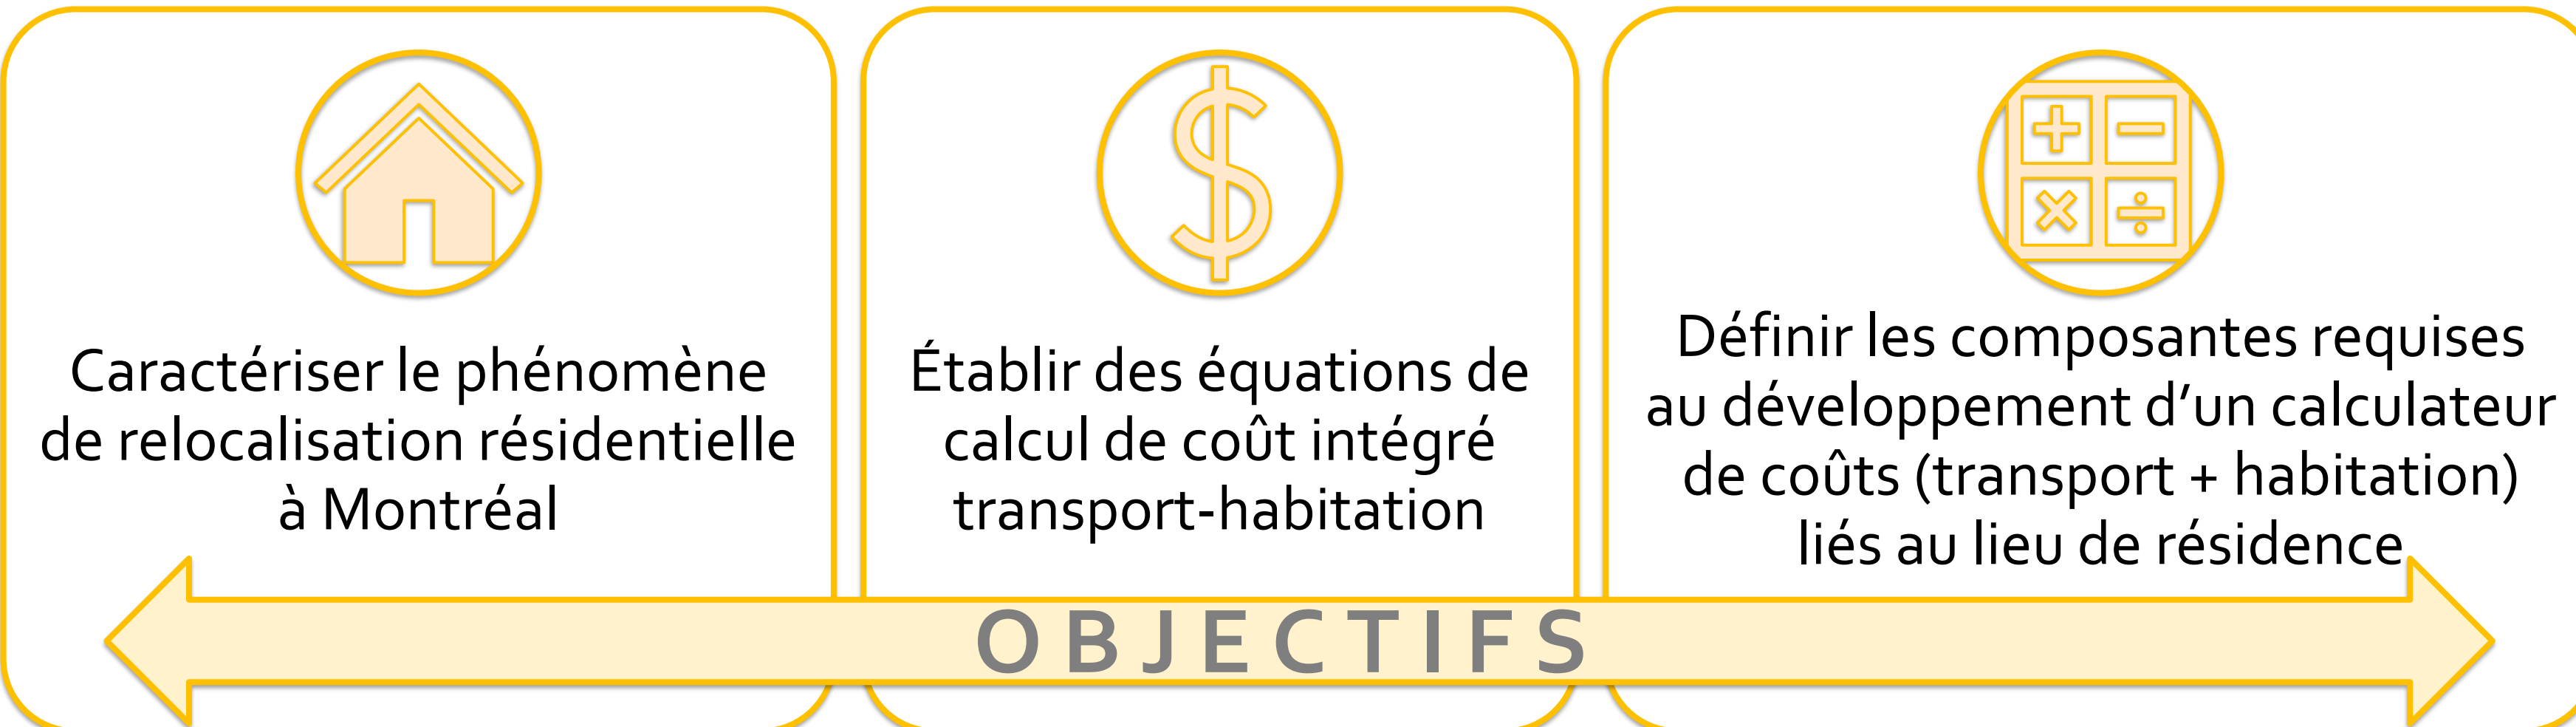 Caractériser le phénomène
de relocalisation résidentielle
à Montréal
Établir des équations de
calcul de coût intégré
transport-habitation
Définir les composantes requises
au développement d’un calculateur
de coûts (transport + habitation)
liés au lieu de résidence
OBJECTIFS